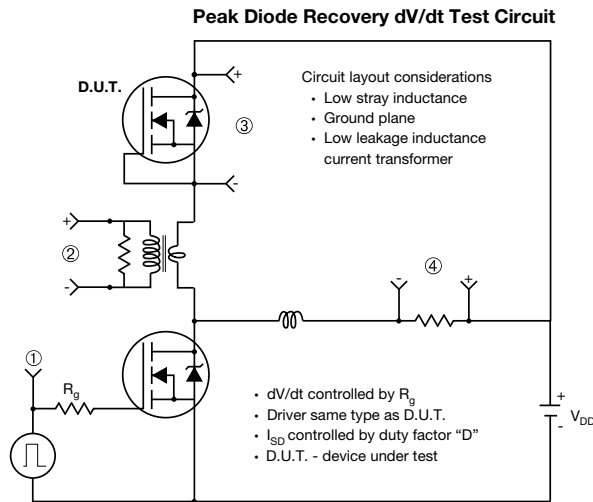 Peak Diode Recovery dV/dt Test Circuit
D.U.T.
+
Circuit layout considerations
• Low stray inductance
• Ground plane
• Low leakage inductance
current transformer
③
-
+
②
-
④
-
+
①
Rg
• dV/dt controlled by Rg
• Driver same type as D.U.T.
• ISD controlled by duty factor “D”
• D.U.T. - device under test
+
VDD
-